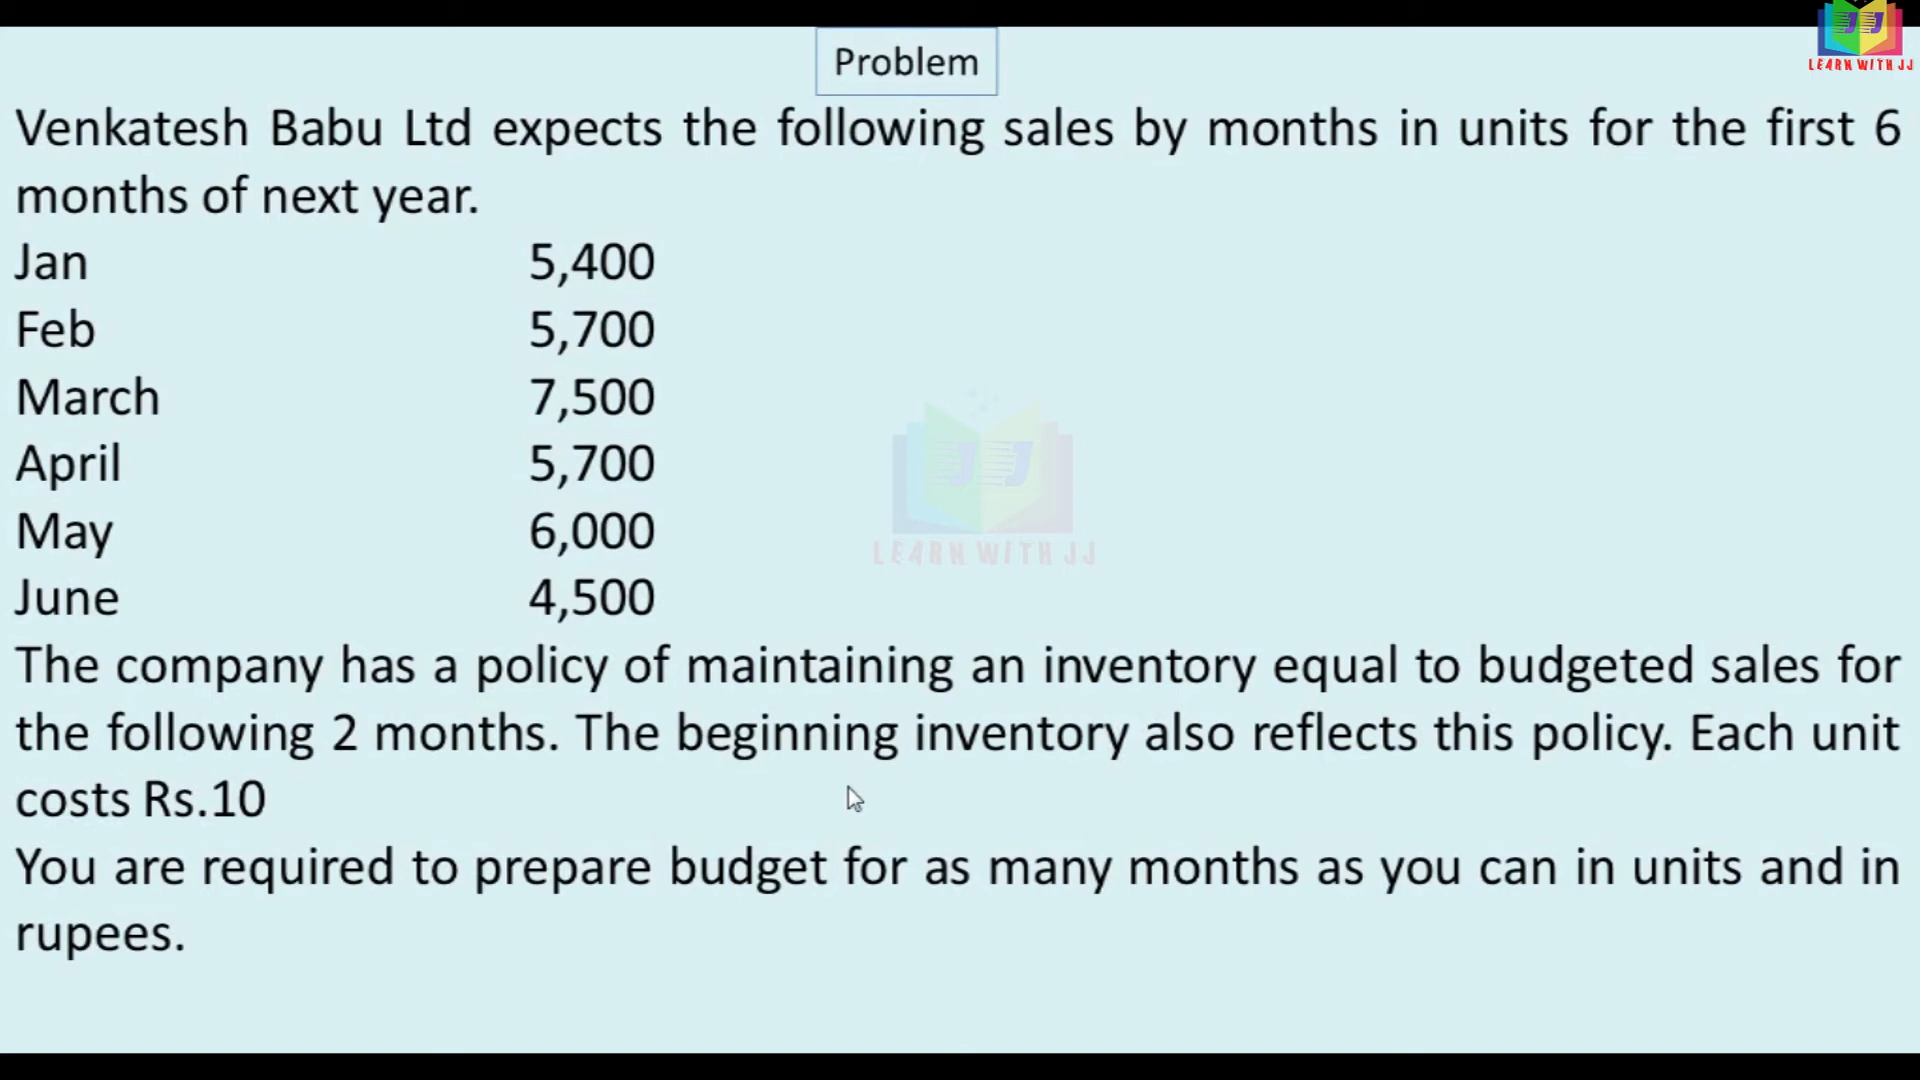 Problem
JJ
LEARN WITH JJ
Venkatesh Babu Ltd expects the following sales by months in units for the first 6
months of next year.
Jan 5,400
Feb 5,700
March 7,500
April 5,700
May 6,000
June 4,500
JJ
LEARN WITH JJ
The company has a policy of maintaining an inventory equal to budgeted sales for
the following 2 months. The beginning inventory also reflects this policy. Each unit
costs Rs.10
You are required to prepare budget for as many months as you can in units and in
rupees.